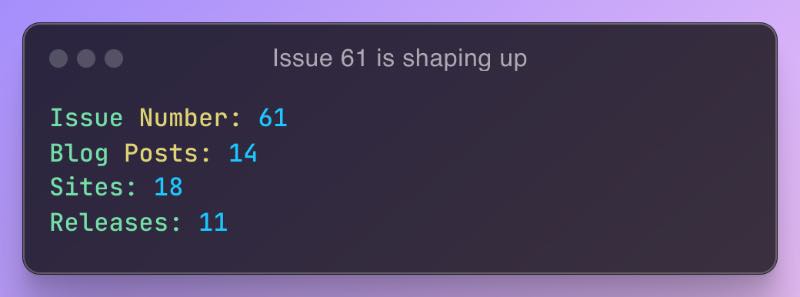 Issue 61 is shaping up
Issue Number: 61
Blog Posts: 14
Sites: 18
Releases: 11